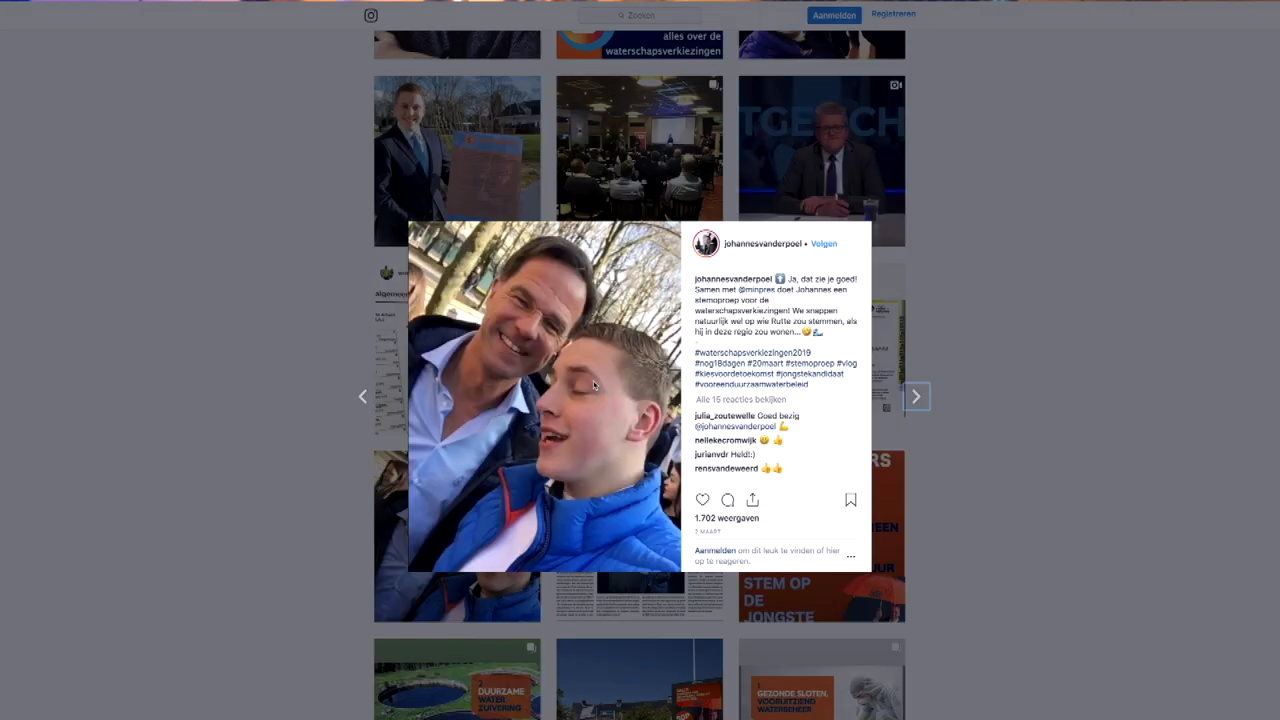 Zoeken
Aanmelden
Registreren
alles over de
waterschapsverkiezingen
johannesvanderpoel • Volgen
johannesvanderpoel ⬆️ Ja, dat zie je goed!
Samen met @minpres doet Johannes een
stemoproep voor de
waterschapsverkiezingen! We snappen
natuurlijk wel op wie Rutte zou stemmen, als
hij in deze regio zou wonen...🤣🌊
-
#waterschapsverkiezingen2019
#nog18dagen #20maart #stemoproep #vlog
#kiesvoordetoekomst #jongstekandidaat
#vooreenduurzaamwaterbeleid
Alle 15 reacties bekijken
julia_zoutewelle Goed bezig
@johannesvanderpoel 💪
nellekecromwijk 😃 👍
jurianvdr Held!:)
rensvandeweerd 👍👍
1.702 weergaven
2 MAART
Aanmelden om dit leuk te vinden of hier
op te reageren.
STEM OP
DE
JONGSTE
DUURZAME
WATER
ZUIVERING
GEZONDE SLOTEN,
VOORUITZIEND
WATERBEHEER